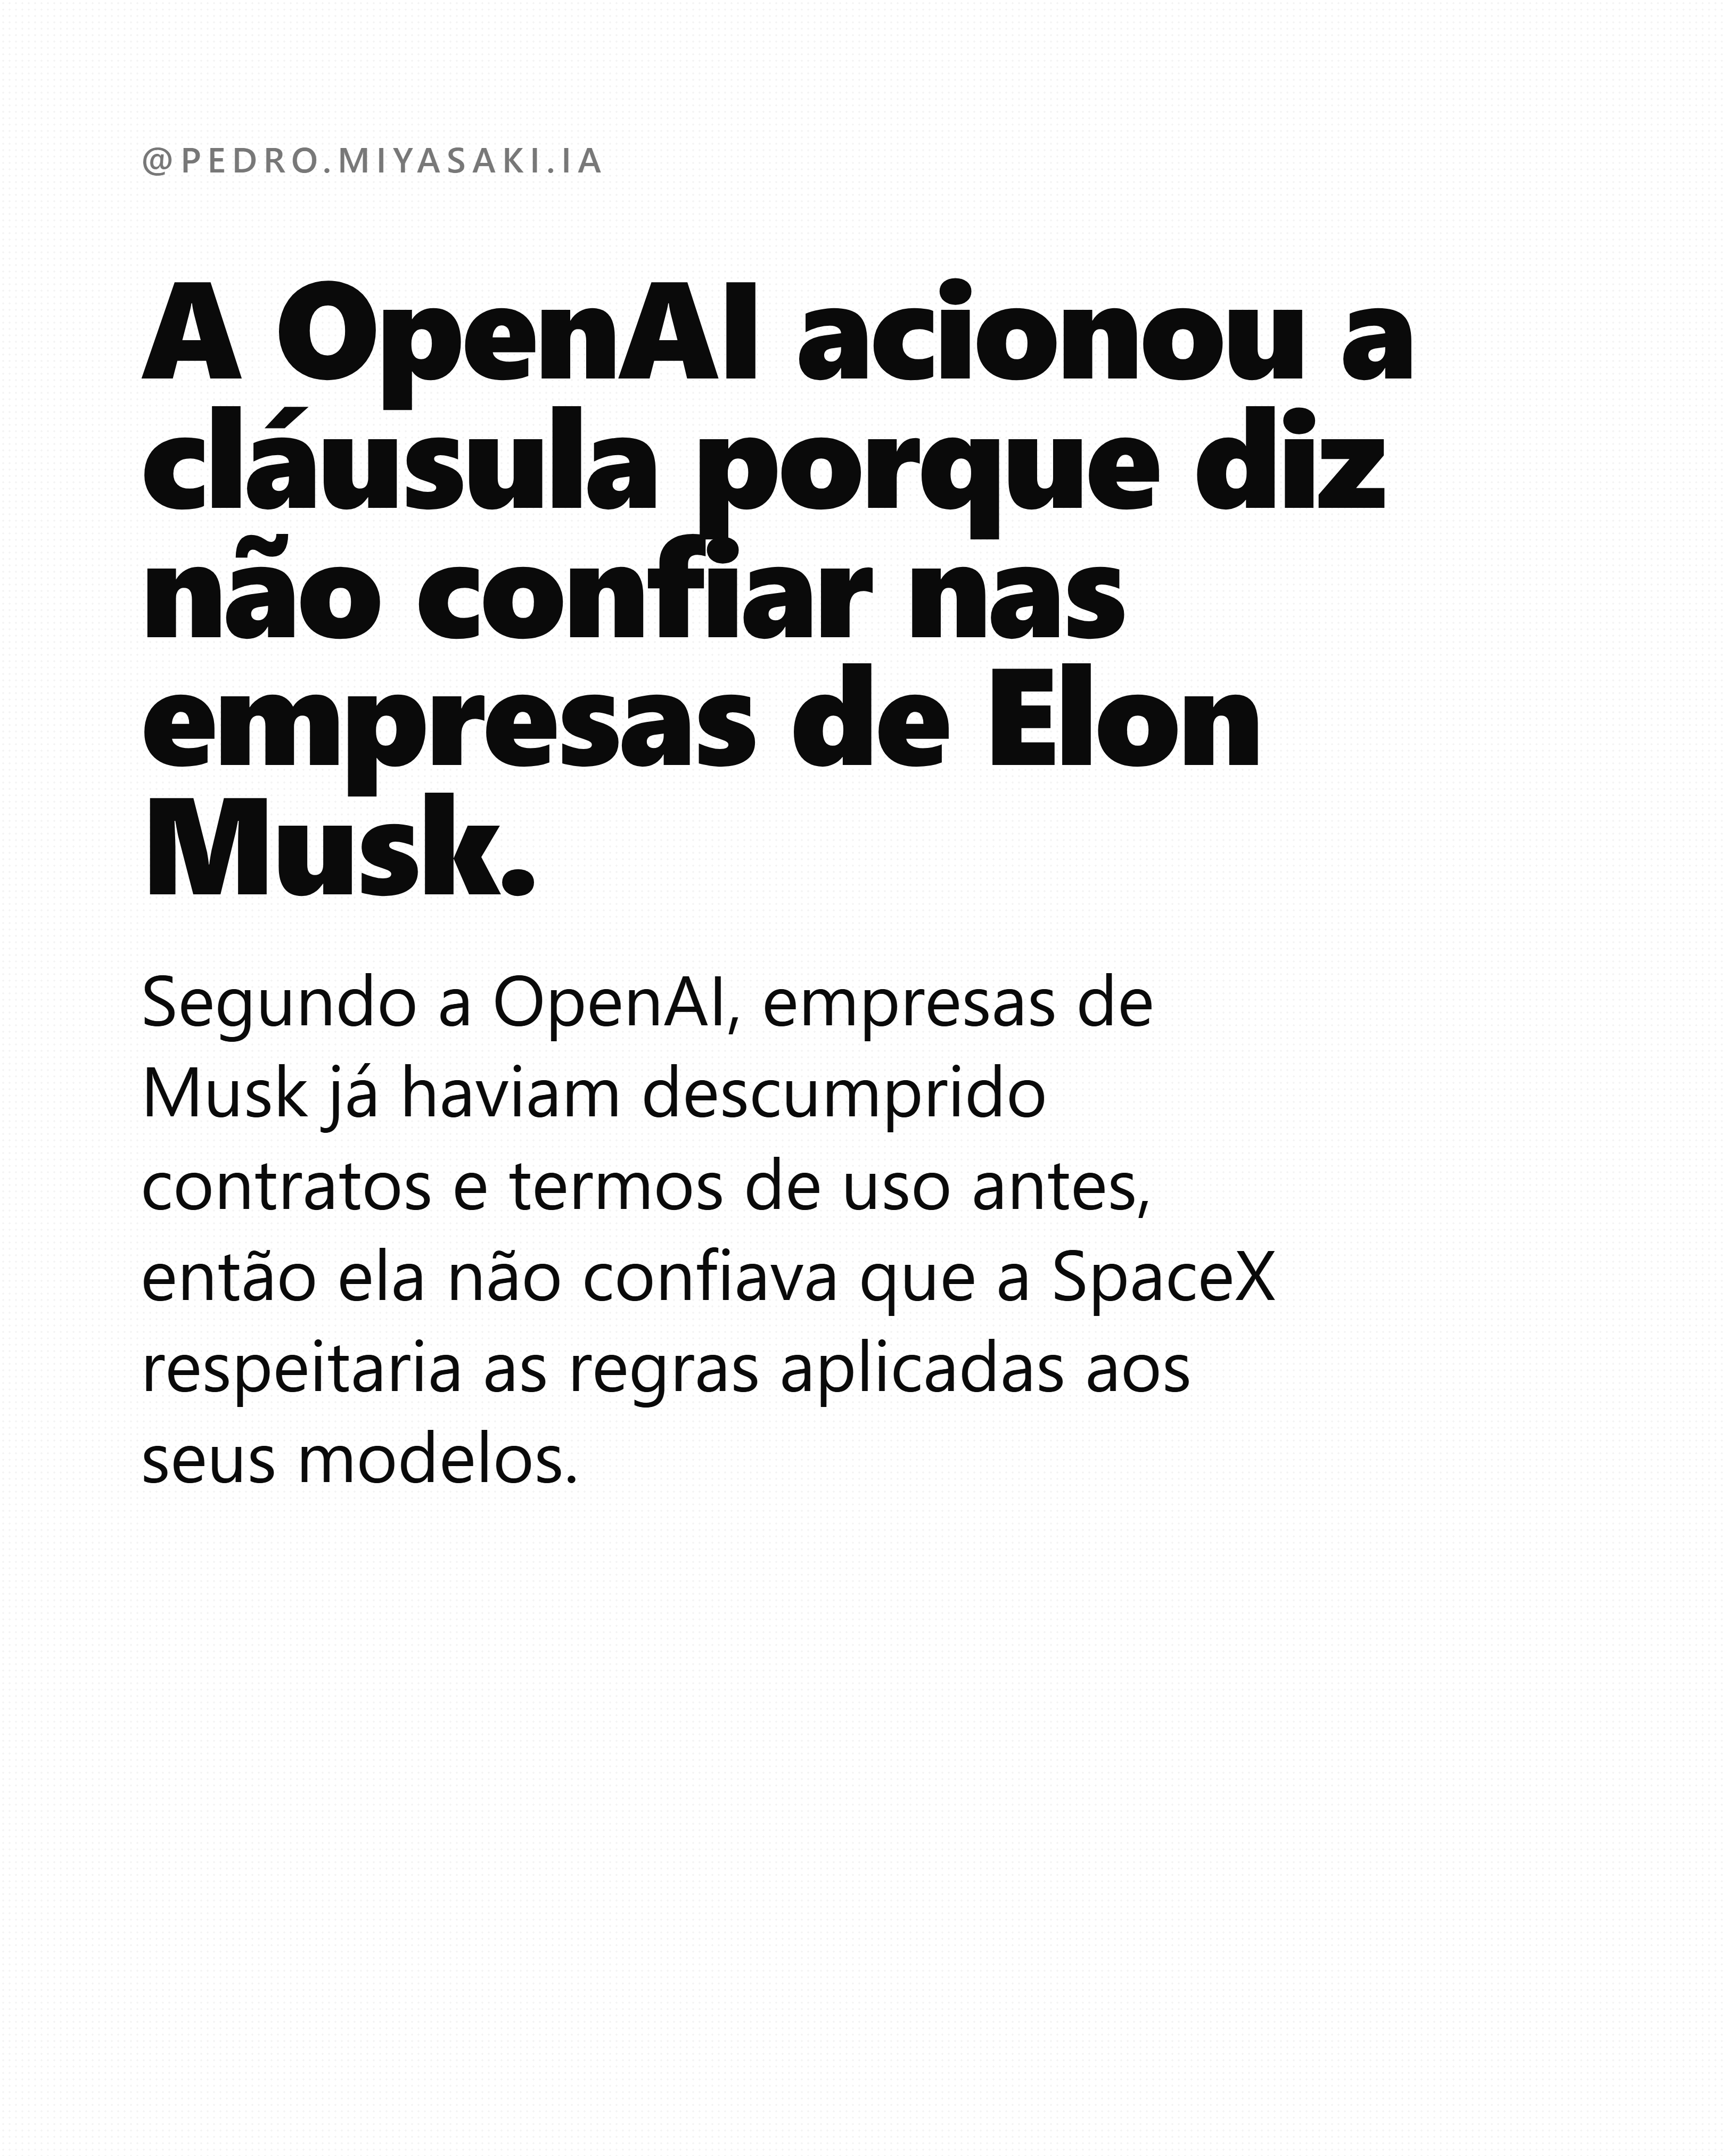 @PEDRO.MIYASAKI.IA
A OpenAI acionou a
cláusula porque diz
não confiar nas
empresas de Elon
Musk.
Segundo a OpenAI, empresas de
Musk já haviam descumprido
contratos e termos de uso antes,
então ela não confiava que a SpaceX
respeitaria as regras aplicadas aos
seus modelos.